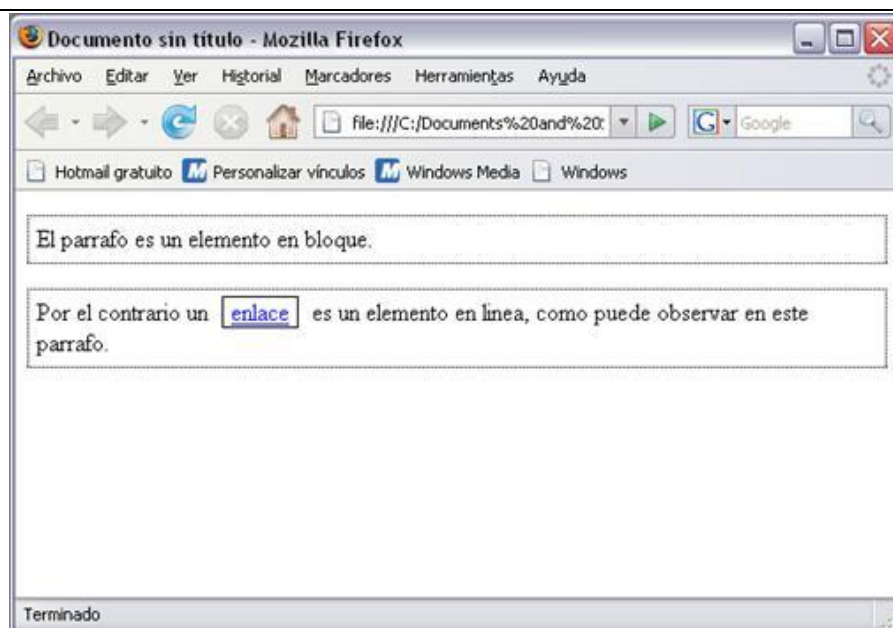 Documento sin título - Mozilla Firefox
Archivo Editar Ver Historial Marcadores Herramientas Ayuda
file:///C:/Documents%20and%20: G Google
Hotmail gratuito M Personalizar vínculos M Windows Media Windows
El parrafo es un elemento en bloque.
Por el contrario un enlace es un elemento en linea, como puede observar en este
parrafo.
Terminado